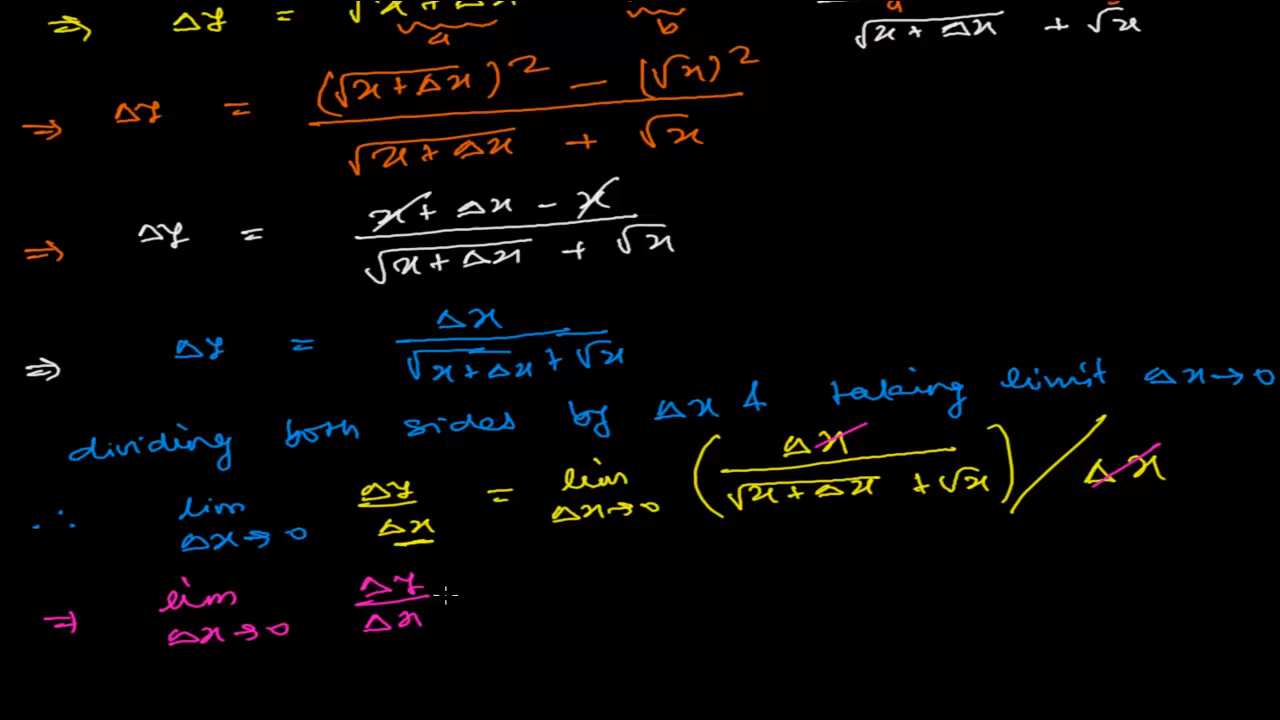 ⇒ Δy = √x+Δx
a b a
√x+Δx + √x
⇒ Δy = (√x+Δx)² − (√x)² / √x+Δx + √x
⇒ Δy = x + Δx − x / √x+Δx + √x
⇒ Δy = Δx / √x+Δx + √x
dividing both sides by Δx & taking limit Δx→0
∴ lim Δx→0 Δy/Δx = lim Δx→0 (Δx / √x+Δx + √x) / Δx
⇒ lim Δx→0 Δy/Δx